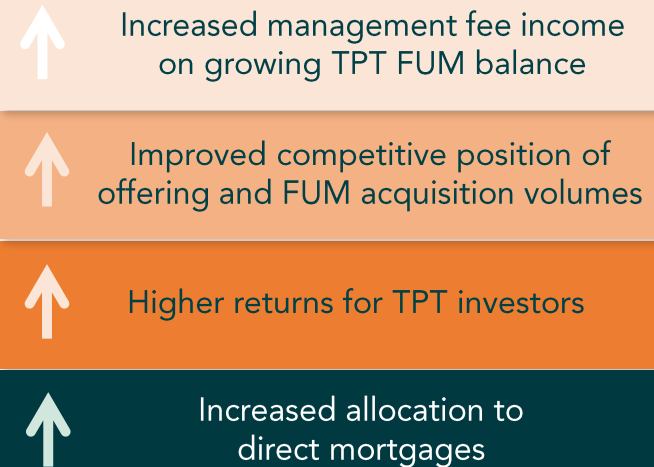 Increased management fee income
on growing TPT FUM balance
Improved competitive position of
offering and FUM acquisition volumes
Higher returns for TPT investors
Increased allocation to
direct mortgages